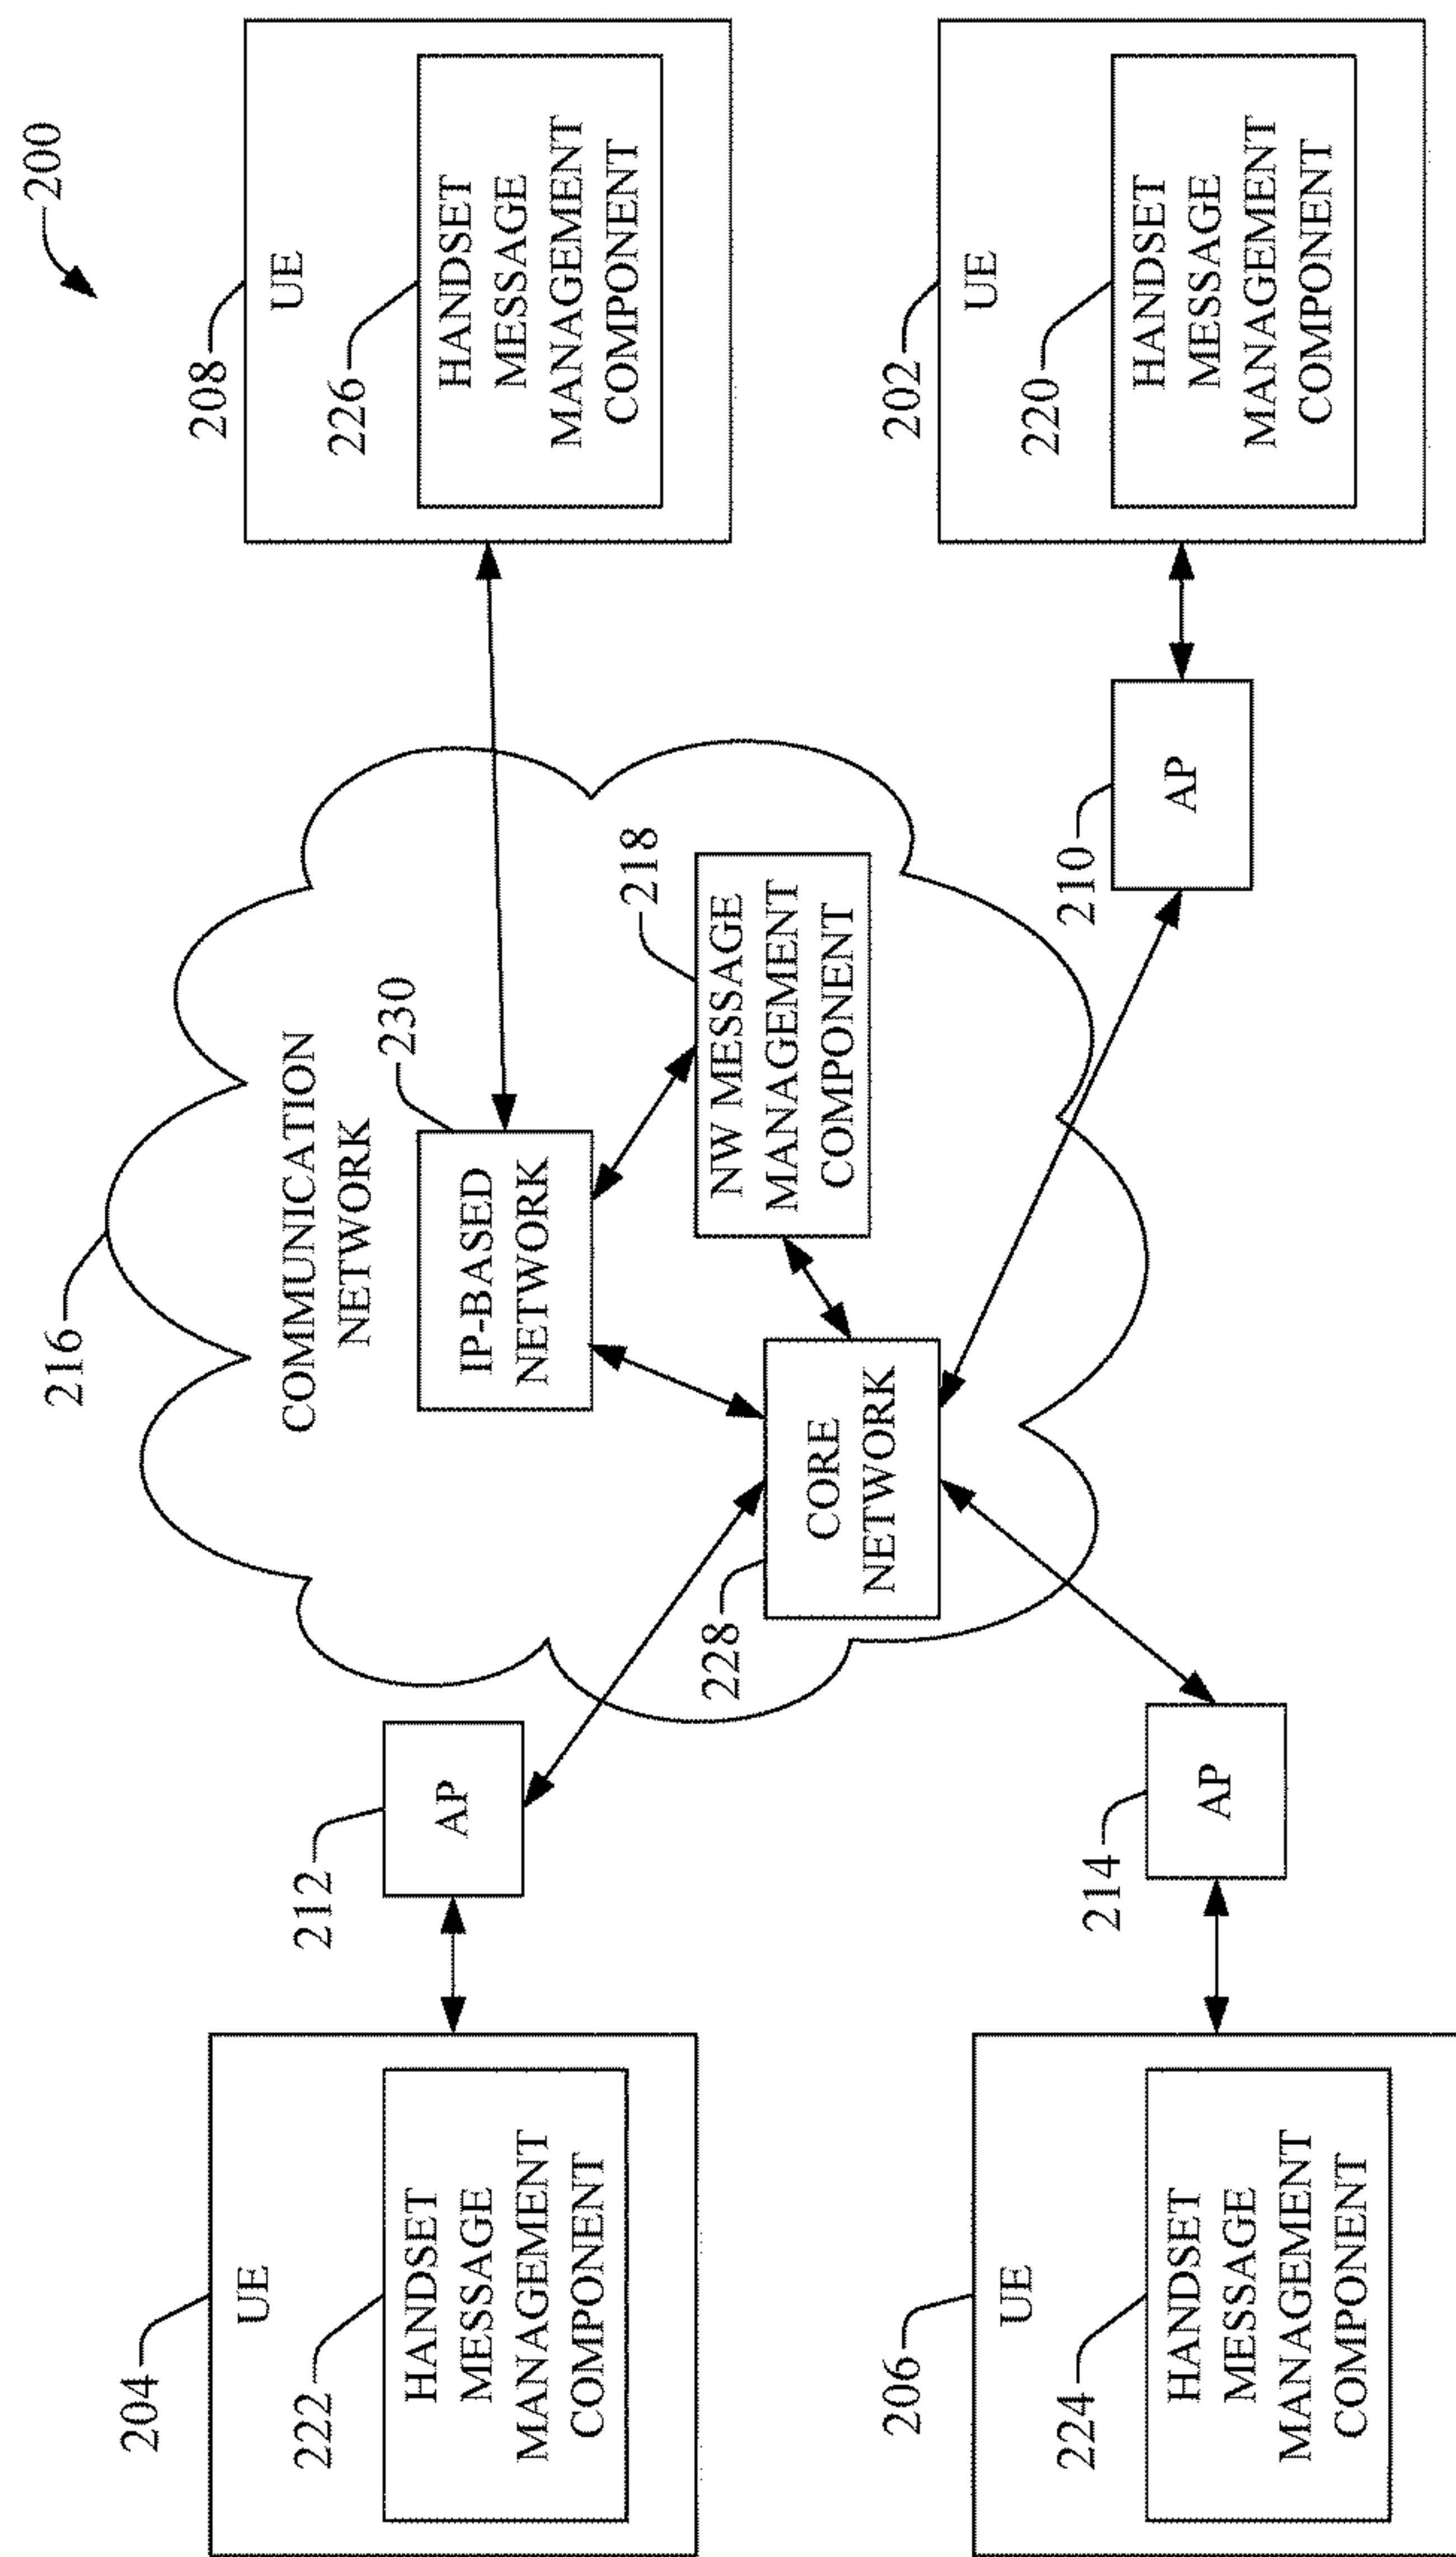 200
216
COMMUNICATION
NETWORK
204
UE
222
HANDSET
MESSAGE
MANAGEMENT
COMPONENT
212
AP
230
IP-BASED
NETWORK
208
UE
226
HANDSET
MESSAGE
MANAGEMENT
COMPONENT
218
NW MESSAGE
MANAGEMENT
COMPONENT
228
CORE
NETWORK
206
UE
224
HANDSET
MESSAGE
MANAGEMENT
COMPONENT
214
AP
210
AP
202
UE
220
HANDSET
MESSAGE
MANAGEMENT
COMPONENT